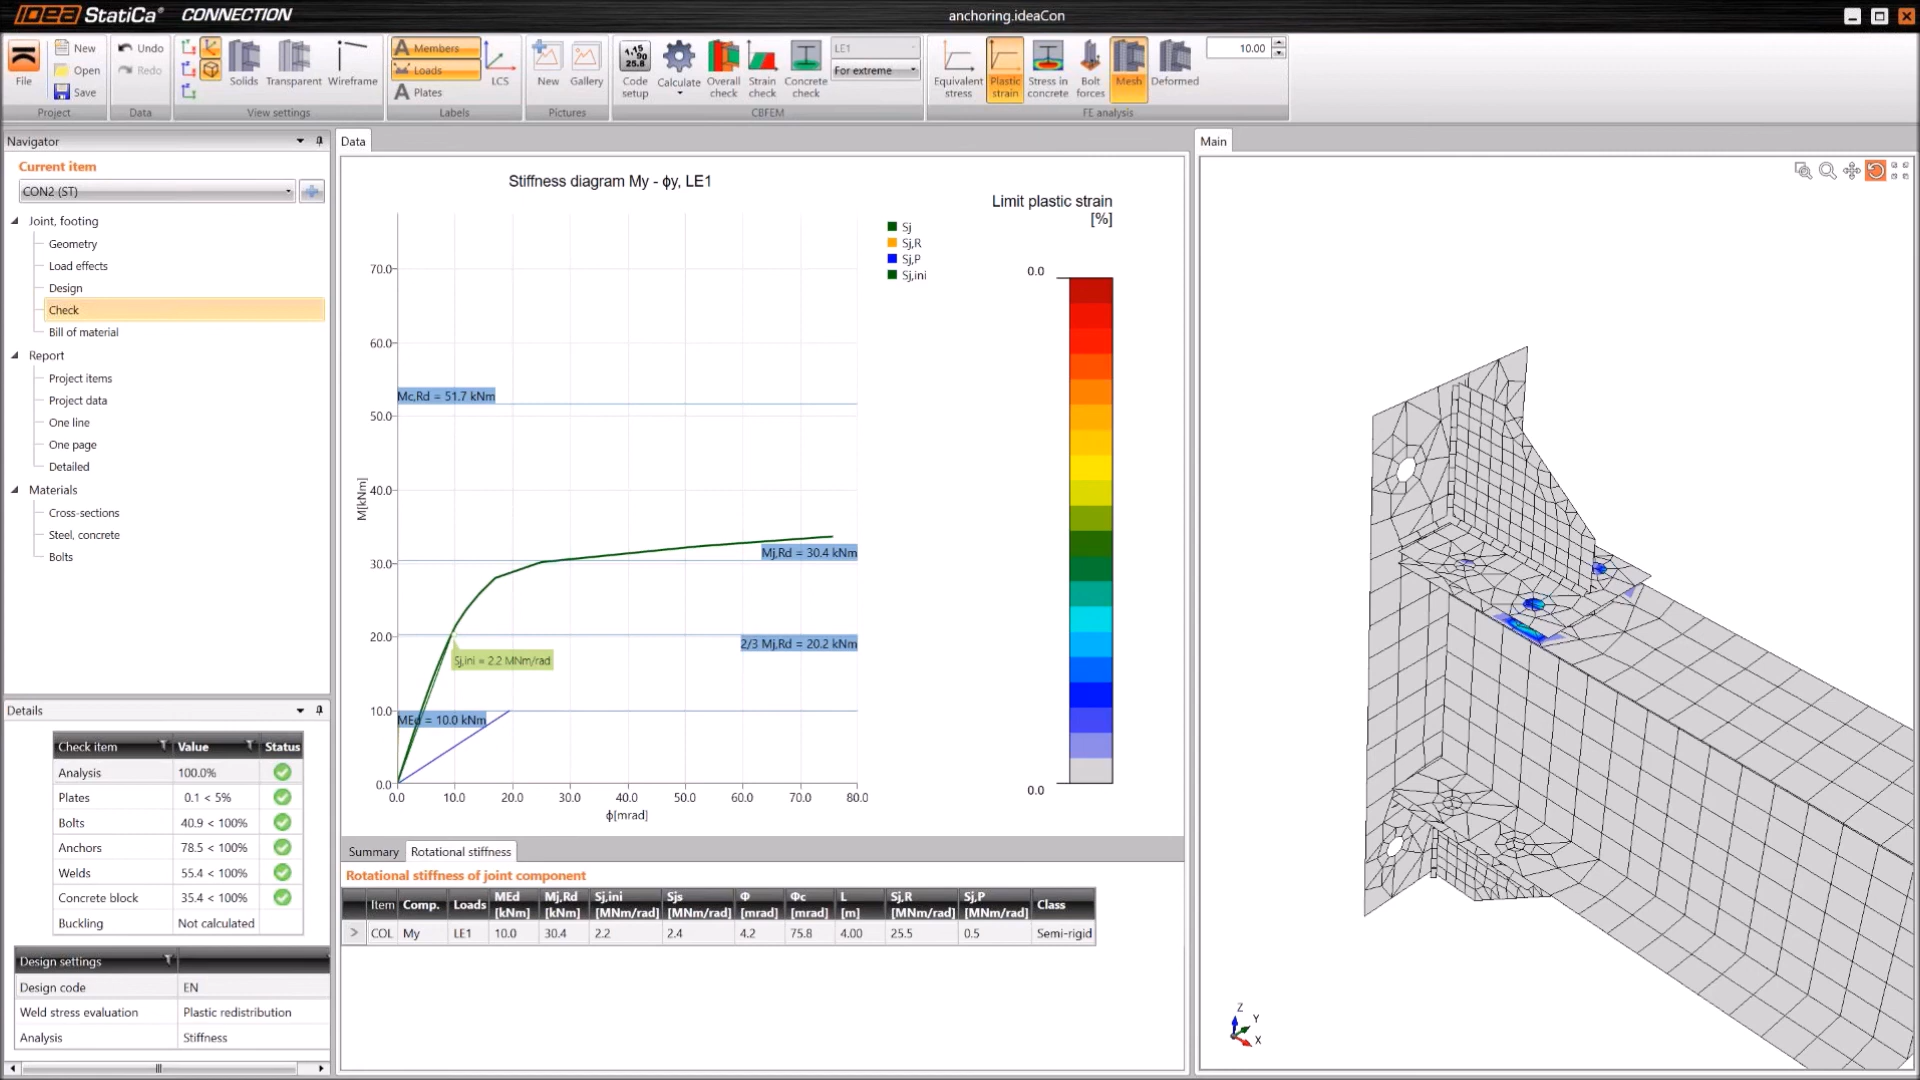 IDEA StatiCa® CONNECTION
anchoring.ideaCon
File
New
Open
Save
Project
Undo
Redo
Data
Solids
Transparent
Wireframe
View settings
Members
Loads
Plates
LCS
Labels
New
Gallery
Pictures
Code setup
Calculate
Overall check
Strain check
Concrete check
LE1
For extreme
CBFEM
Equivalent stress
Plastic strain
Stress in concrete
Bolt forces
Mesh
Deformed
10.00
FE analysis
Navigator
Current item
CON2 (ST)
Joint, footing
Geometry
Load effects
Design
Check
Bill of material
Report
Project items
Project data
One line
One page
Detailed
Materials
Cross-sections
Steel, concrete
Bolts
Details
Check item Value Status
Analysis 100.0%
Plates 0.1 < 5%
Bolts 40.9 < 100%
Anchors 78.5 < 100%
Welds 55.4 < 100%
Concrete block 35.4 < 100%
Buckling Not calculated
Design settings
Design code EN
Weld stress evaluation Plastic redistribution
Analysis Stiffness
Data
Stiffness diagram My - ϕy, LE1
Sj
Sj,R
Sj,P
Sj,ini
Limit plastic strain
[%]
0.0
0.0
M[kNm]
70.0
60.0
Mc,Rd = 51.7 kNm
50.0
40.0
Mj,Rd = 30.4 kNm
30.0
20.0
2/3 Mj,Rd = 20.2 kNm
Sj,ini = 2.2 MNm/rad
10.0
MEd = 10.0 kNm
0.0
0.0 10.0 20.0 30.0 40.0 50.0 60.0 70.0 80.0
ϕ[mrad]
Summary
Rotational stiffness
Rotational stiffness of joint component
Item Comp. Loads MEd [kNm] Mj,Rd [kNm] Sj,ini [MNm/rad] Sjs [MNm/rad] Φ [mrad] Φc [mrad] L [m] Sj,R [MNm/rad] Sj,P [MNm/rad] Class
> COL My LE1 10.0 30.4 2.2 2.4 4.2 75.8 4.00 25.5 0.5 Semi-rigid
Main
Z
Y
X